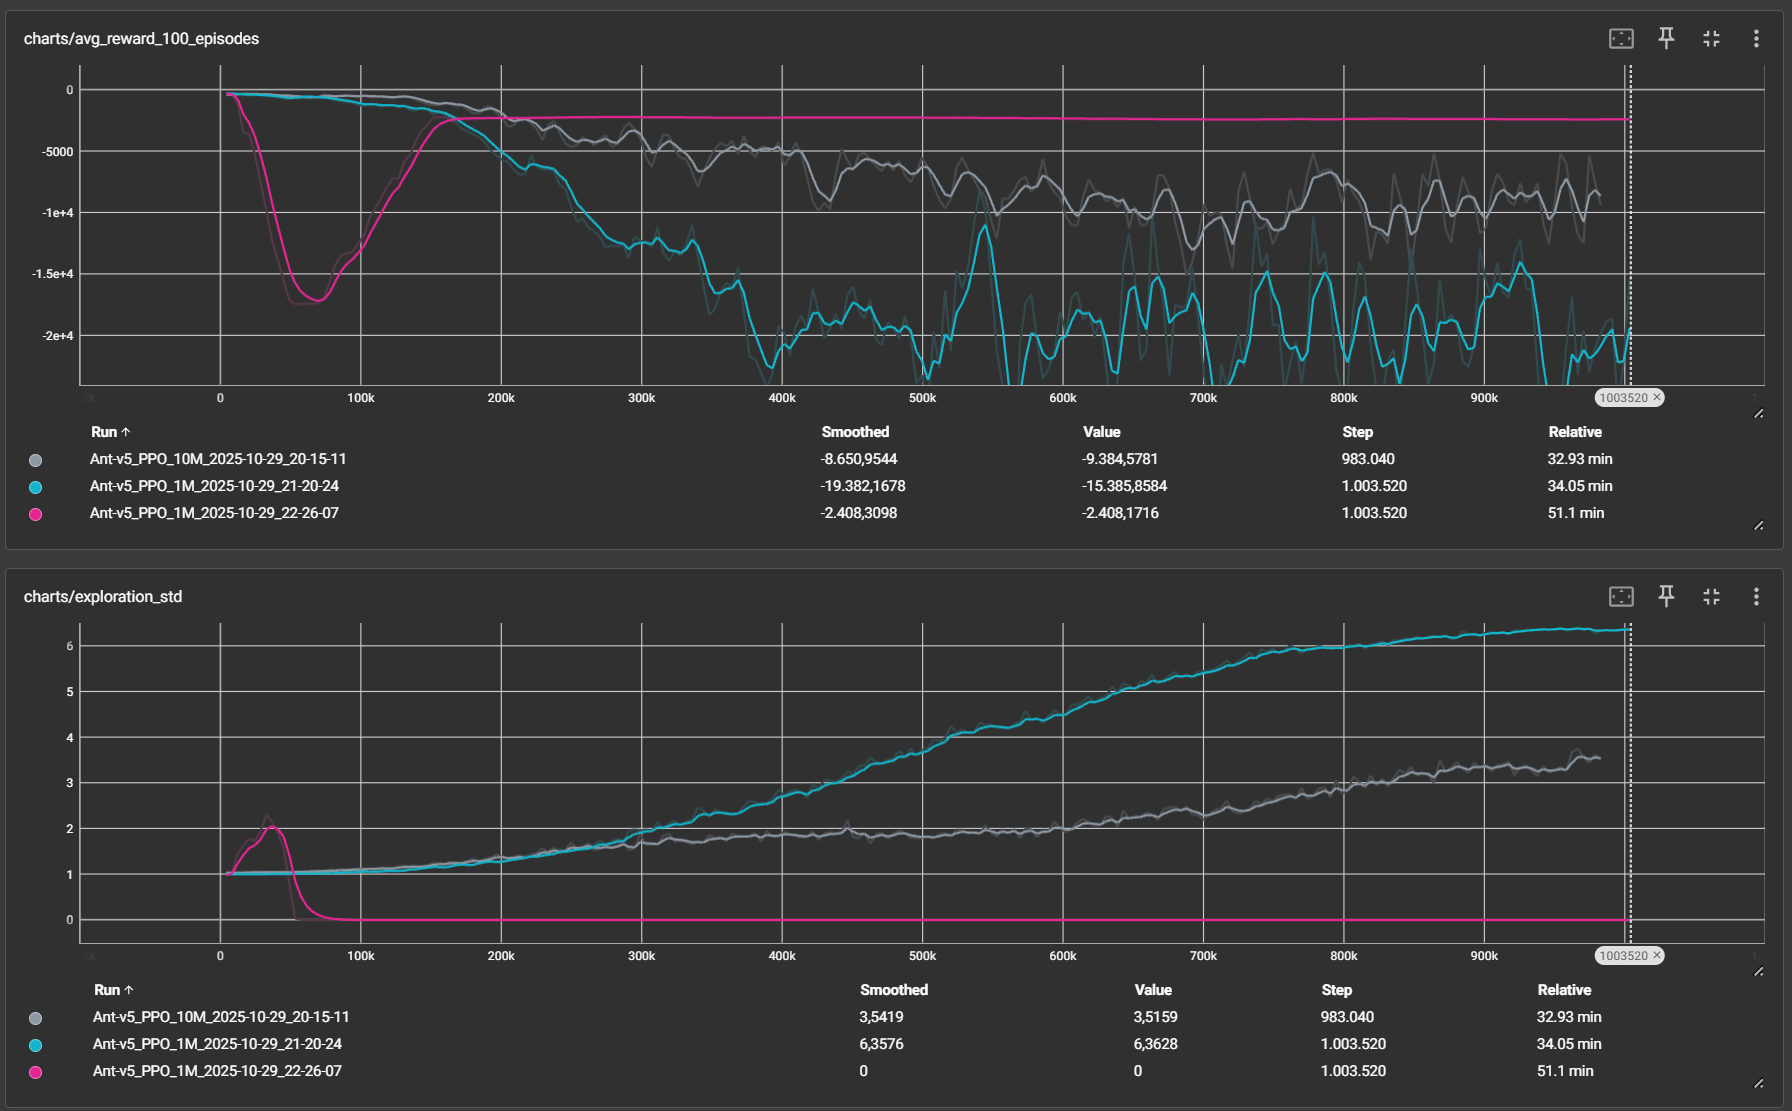 charts/avg_reward_100_episodes
0
-5000
-1e+4
-1.5e+4
-2e+4
0 100k 200k 300k 400k 500k 600k 700k 800k 900k 1003520 ×
Run ↑ Smoothed Value Step Relative
Ant-v5_PPO_10M_2025-10-29_20-15-11 -8.650,9544 -9.384,5781 983.040 32.93 min
Ant-v5_PPO_1M_2025-10-29_21-20-24 -19.382,1678 -15.385,8584 1.003.520 34.05 min
Ant-v5_PPO_1M_2025-10-29_22-26-07 -2.408,3098 -2.408,1716 1.003.520 51.1 min
charts/exploration_std
6
5
4
3
2
1
0
0 100k 200k 300k 400k 500k 600k 700k 800k 900k 1003520 ×
Run ↑ Smoothed Value Step Relative
Ant-v5_PPO_10M_2025-10-29_20-15-11 3,5419 3,5159 983.040 32.93 min
Ant-v5_PPO_1M_2025-10-29_21-20-24 6,3576 6,3628 1.003.520 34.05 min
Ant-v5_PPO_1M_2025-10-29_22-26-07 0 0 1.003.520 51.1 min